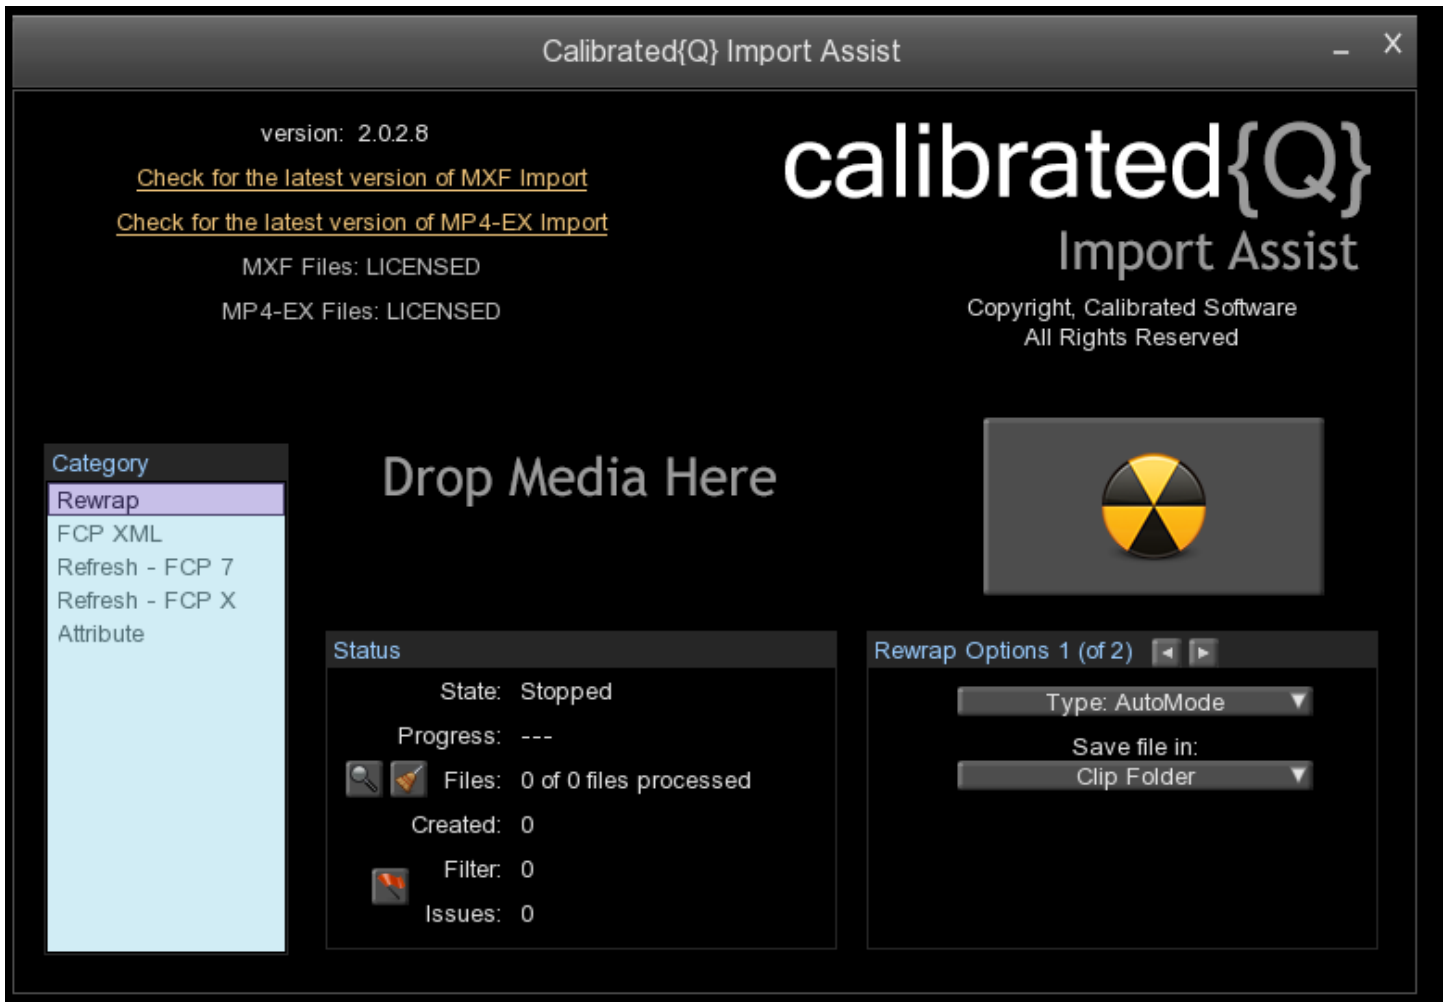 Calibrated{Q} Import Assist
version: 2.0.2.8
Check for the latest version of MXF Import
Check for the latest version of MP4-EX Import
MXF Files: LICENSED
MP4-EX Files: LICENSED
calibrated{Q}
Import Assist
Copyright, Calibrated Software
All Rights Reserved
Category
Rewrap
FCP XML
Refresh - FCP 7
Refresh - FCP X
Attribute
Drop Media Here
Status
State: Stopped
Progress: ---
Files: 0 of 0 files processed
Created: 0
Filter: 0
Issues: 0
Rewrap Options 1 (of 2)
Type: AutoMode
Save file in:
Clip Folder